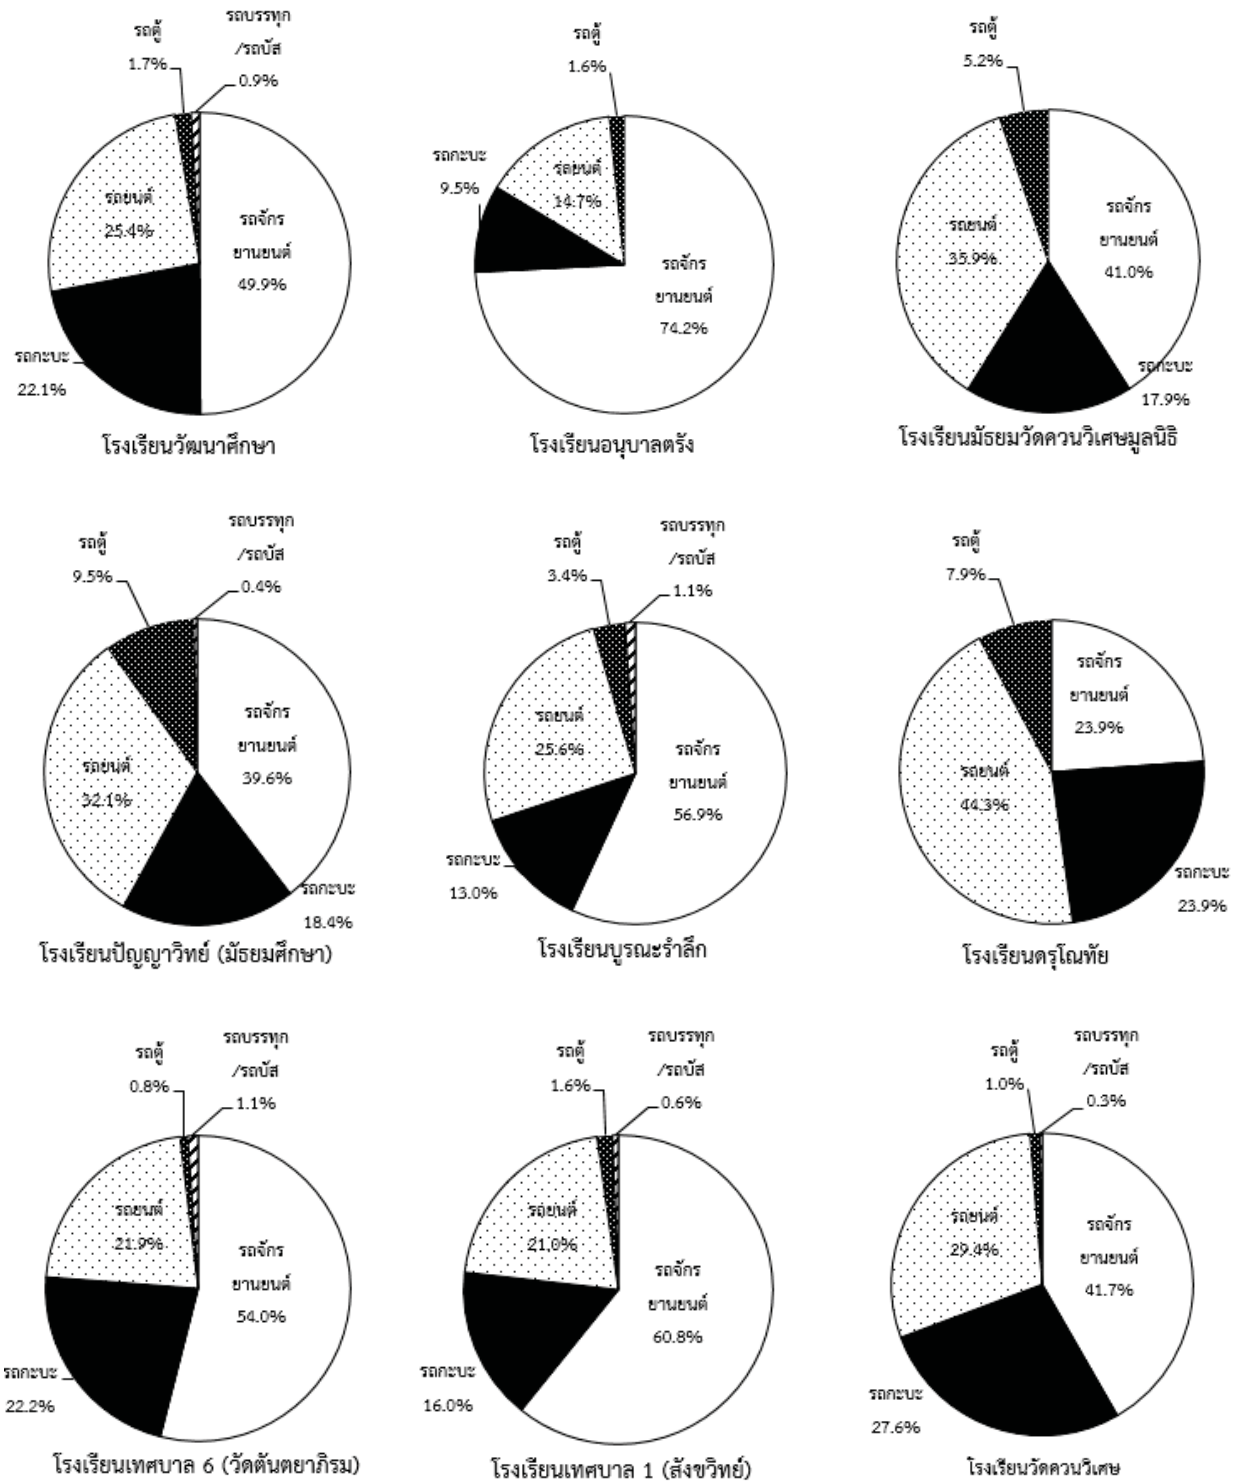 รถตู้
1.7%
รถบรรทุก
/รถบัส
0.9%
รถยนต์
25.4%
รถจักร
ยานยนต์
49.9%
รถกะบะ
22.1%
โรงเรียนวัฒนาศึกษา
รถตู้
1.6%
รถกะบะ
9.5%
รถยนต์
14.7%
รถจักร
ยานยนต์
74.2%
โรงเรียนอนุบาลตรัง
รถตู้
5.2%
รถยนต์
35.9%
รถจักร
ยานยนต์
41.0%
รถกะบะ
17.9%
โรงเรียนมัธยมวัดควนวิเศษมูลนิธิ
รถตู้
9.5%
รถบรรทุก
/รถบัส
0.4%
รถยนต์
32.1%
รถจักร
ยานยนต์
39.6%
รถกะบะ
18.4%
โรงเรียนปัญญาวิทย์ (มัธยมศึกษา)
รถตู้
3.4%
รถบรรทุก
/รถบัส
1.1%
รถยนต์
25.6%
รถจักร
ยานยนต์
56.9%
รถกะบะ
13.0%
โรงเรียนบูรณะรำลึก
รถตู้
7.9%
รถจักร
ยานยนต์
23.9%
รถยนต์
44.3%
รถกะบะ
23.9%
โรงเรียนดรุโณทัย
รถตู้
0.8%
รถบรรทุก
/รถบัส
1.1%
รถยนต์
21.9%
รถจักร
ยานยนต์
54.0%
รถกะบะ
22.2%
โรงเรียนเทศบาล 6 (วัดตันตยาภิรม)
รถตู้
1.6%
รถบรรทุก
/รถบัส
0.6%
รถยนต์
21.0%
รถจักร
ยานยนต์
60.8%
รถกะบะ
16.0%
โรงเรียนเทศบาล 1 (สังขวิทย์)
รถตู้
1.0%
รถบรรทุก
/รถบัส
0.3%
รถยนต์
29.4%
รถจักร
ยานยนต์
41.7%
รถกะบะ
27.6%
โรงเรียนวัดควนวิเศษ